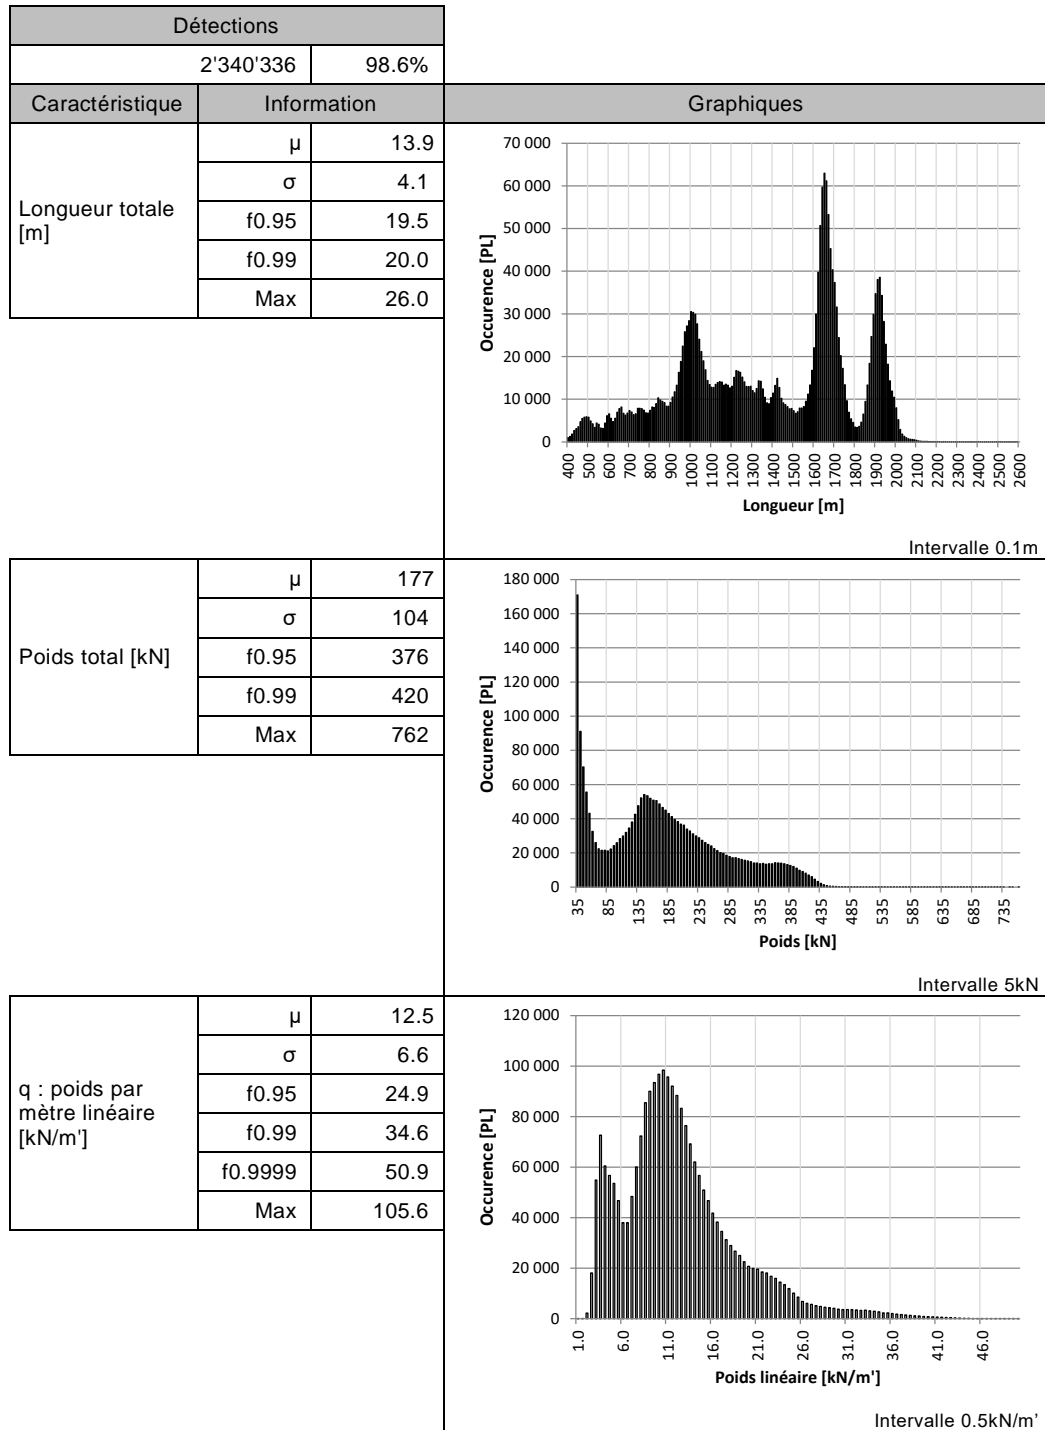 Détections
2'340'336 98.6%
Caractéristique Information Graphiques
Longueur totale [m]
µ 13.9
σ 4.1
f0.95 19.5
f0.99 20.0
Max 26.0
Occurence [PL]
70 000
60 000
50 000
40 000
30 000
20 000
10 000
0
400 500 600 700 800 900 1000 1100 1200 1300 1400 1500 1600 1700 1800 1900 2000 2100 2200 2300 2400 2500 2600
Longueur [m]
Intervalle 0.1m
Poids total [kN]
µ 177
σ 104
f0.95 376
f0.99 420
Max 762
Occurence [PL]
180 000
160 000
140 000
120 000
100 000
80 000
60 000
40 000
20 000
0
35 85 135 185 235 285 335 385 435 485 535 585 635 685 735
Poids [kN]
Intervalle 5kN
q : poids par
mètre linéaire
[kN/m']
µ 12.5
σ 6.6
f0.95 24.9
f0.99 34.6
f0.9999 50.9
Max 105.6
Occurence [PL]
120 000
100 000
80 000
60 000
40 000
20 000
0
1.0 6.0 11.0 16.0 21.0 26.0 31.0 36.0 41.0 46.0
Poids linéaire [kN/m']
Intervalle 0.5kN/m’